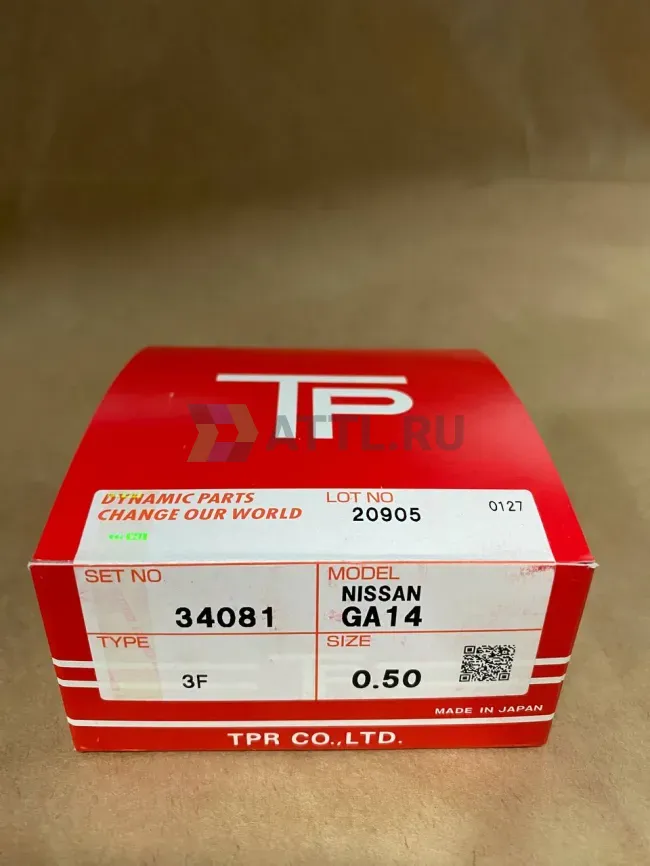 TP
ATTL.RU
DYNAMIC PARTS
CHANGE OUR WORLD
LOT NO
20905
0127
SET NO
34081
MODEL
NISSAN
GA14
TYPE
3F
SIZE
0.50
MADE IN JAPAN
TPR CO.,LTD.